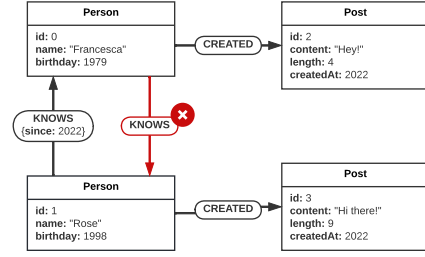 Person
id: 0
name: "Francesca"
birthday: 1979
CREATED
Post
id: 2
content: "Hey!"
length: 4
createdAt: 2022
KNOWS
{since: 2022}
KNOWS
Person
id: 1
name: "Rose"
birthday: 1998
CREATED
Post
id: 3
content: "Hi there!"
length: 9
createdAt: 2022